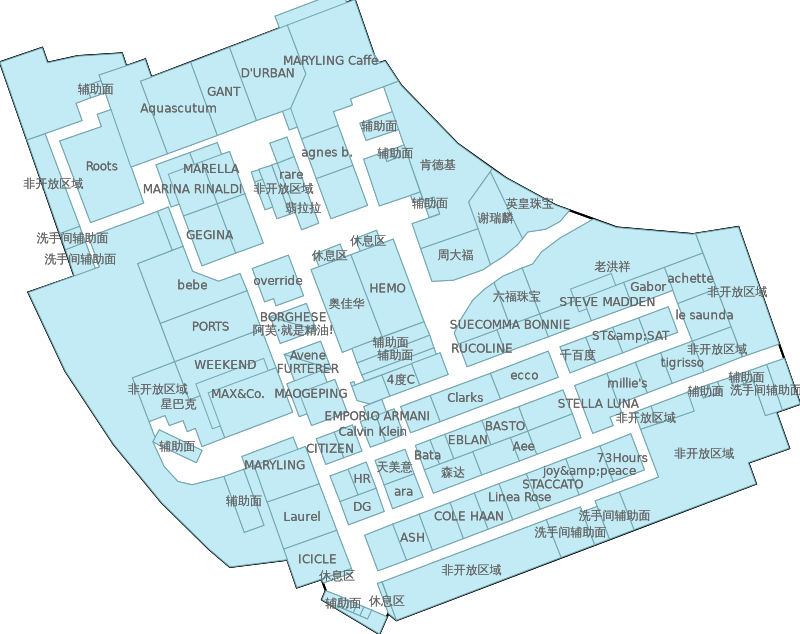 MARYLING Caffe
D'URBAN
辅助面
GANT
Aquascutum
辅助面
agnes b.
辅助面
肯德基
Roots
MARELLA
rare
非开放区域
MARINA RINALDI
非开放区域
辅助面
英皇珠宝
翡拉拉
谢瑞麟
洗手间辅助面
GEGINA
休息区
休息区
周大福
洗手间辅助面
老洪祥
bebe
override
HEMO
achette
Gabor
非开放区域
六福珠宝
奥佳华
STEVE MADDEN
BORGHESE
le saunda
PORTS
阿芙·就是精油!
SUECOMMA BONNIE
ST&amp;SAT
辅助面
RUCOLINE
非开放区域
Avene
辅助面
千百度
WEEKEND
FURTERER
tigrisso
4度C
ecco
辅助面
millie's
非开放区域
MAX&Co.
MAOGEPING
辅助面
洗手间辅助面
星巴克
Clarks
STELLA LUNA
EMPORIO ARMANI
非开放区域
Calvin Klein
BASTO
辅助面
CITIZEN
EBLAN
Aee
Bata
非开放区域
MARYLING
天美意
森达
73Hours
joy&amp;peace
HR
STACCATO
ara
Linea Rose
辅助面
DG
Laurel
COLE HAAN
洗手间辅助面
ASH
洗手间辅助面
ICICLE
非开放区域
休息区
辅助面
休息区